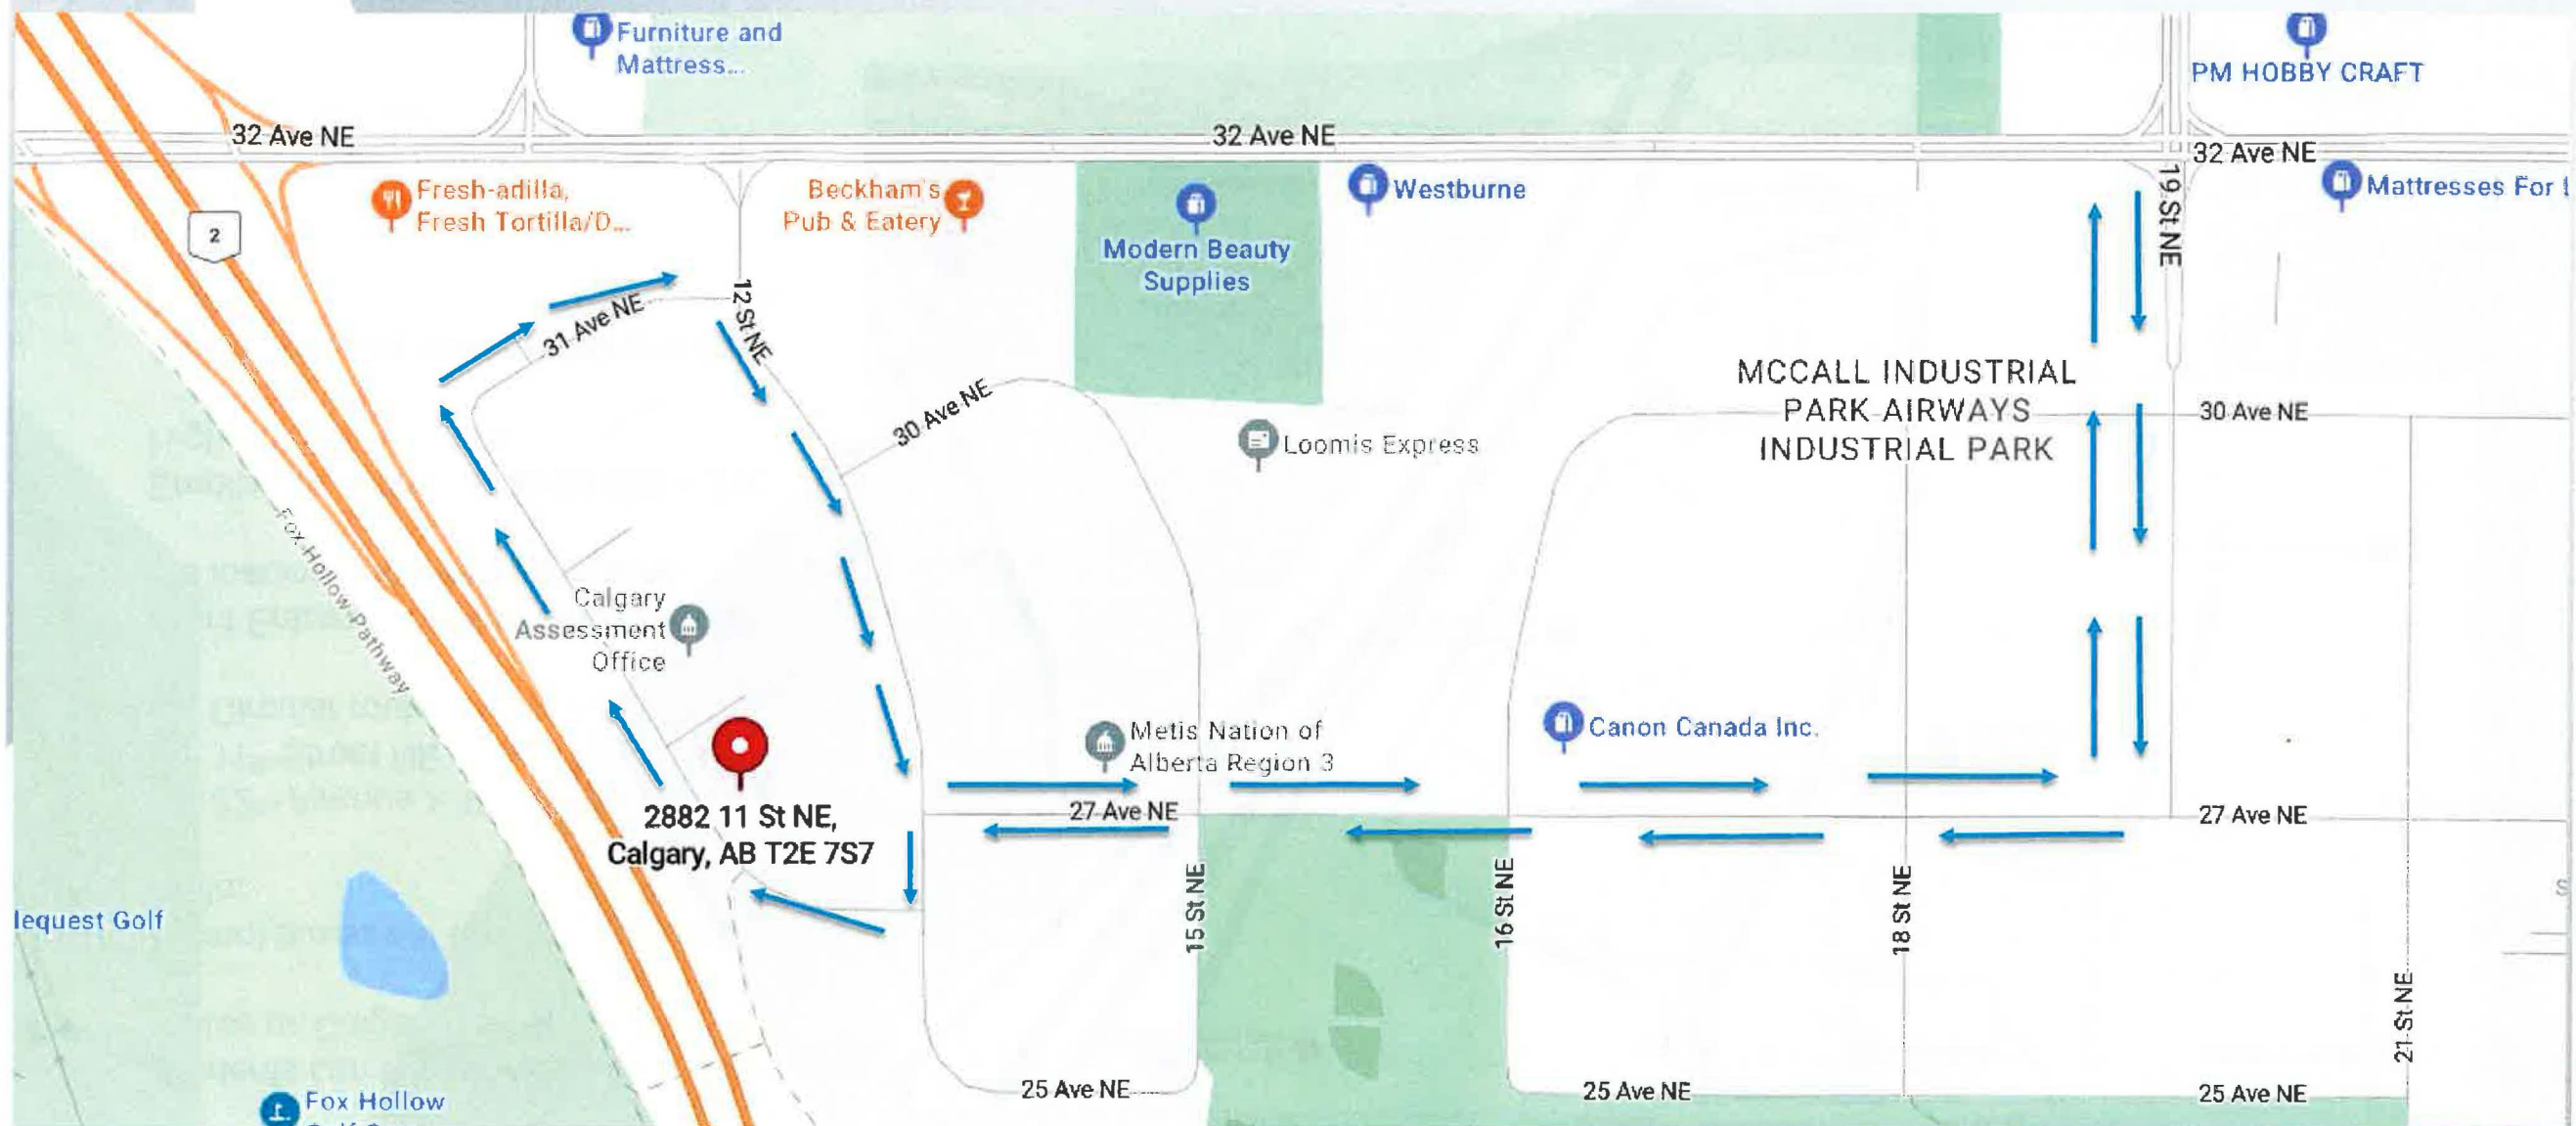 Furniture and
Mattress...
PM HOBBY CRAFT
32 Ave NE
32 Ave NE
32 Ave NE
2
Fresh-adilla,
Fresh Tortilla/D...
Beckham's
Pub & Eatery
Modern Beauty
Supplies
Westburne
19 St NE
Mattresses For
31 Ave NE
12 St NE
30 Ave NE
Loomis Express
MCCALL INDUSTRIAL
PARK AIRWAYS
INDUSTRIAL PARK
30 Ave NE
Fox Hollow Pathway
Calgary
Assessment
Office
Metis Nation of
Alberta Region 3
Canon Canada Inc.
2882 11 St NE,
Calgary, AB T2E 7S7
27 Ave NE
27 Ave NE
lequest Golf
15 St NE
16 St NE
18 St NE
21 St NE
25 Ave NE
25 Ave NE
25 Ave NE
Fox Hollow